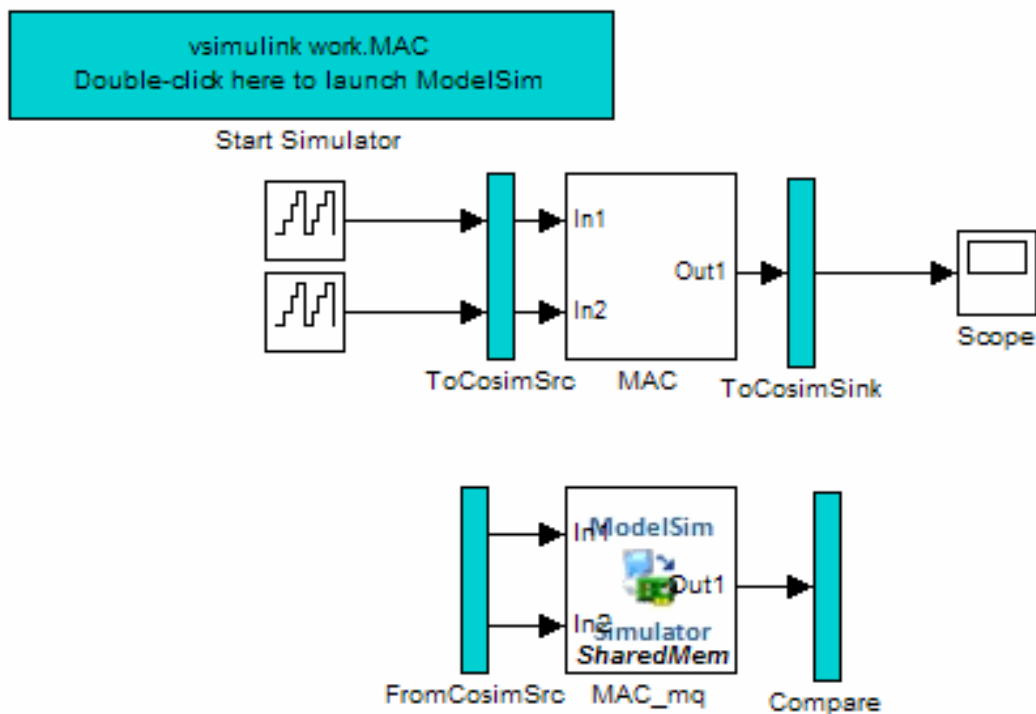 vsimulink work.MAC
Double-click here to launch ModelSim
Start Simulator
In1
Out1
In2
ToCosimSrc
MAC
ToCosimSink
Scope
In1
ModelSim
Out1
In2
Simulator
SharedMem
FromCosimSrc
MAC_mq
Compare